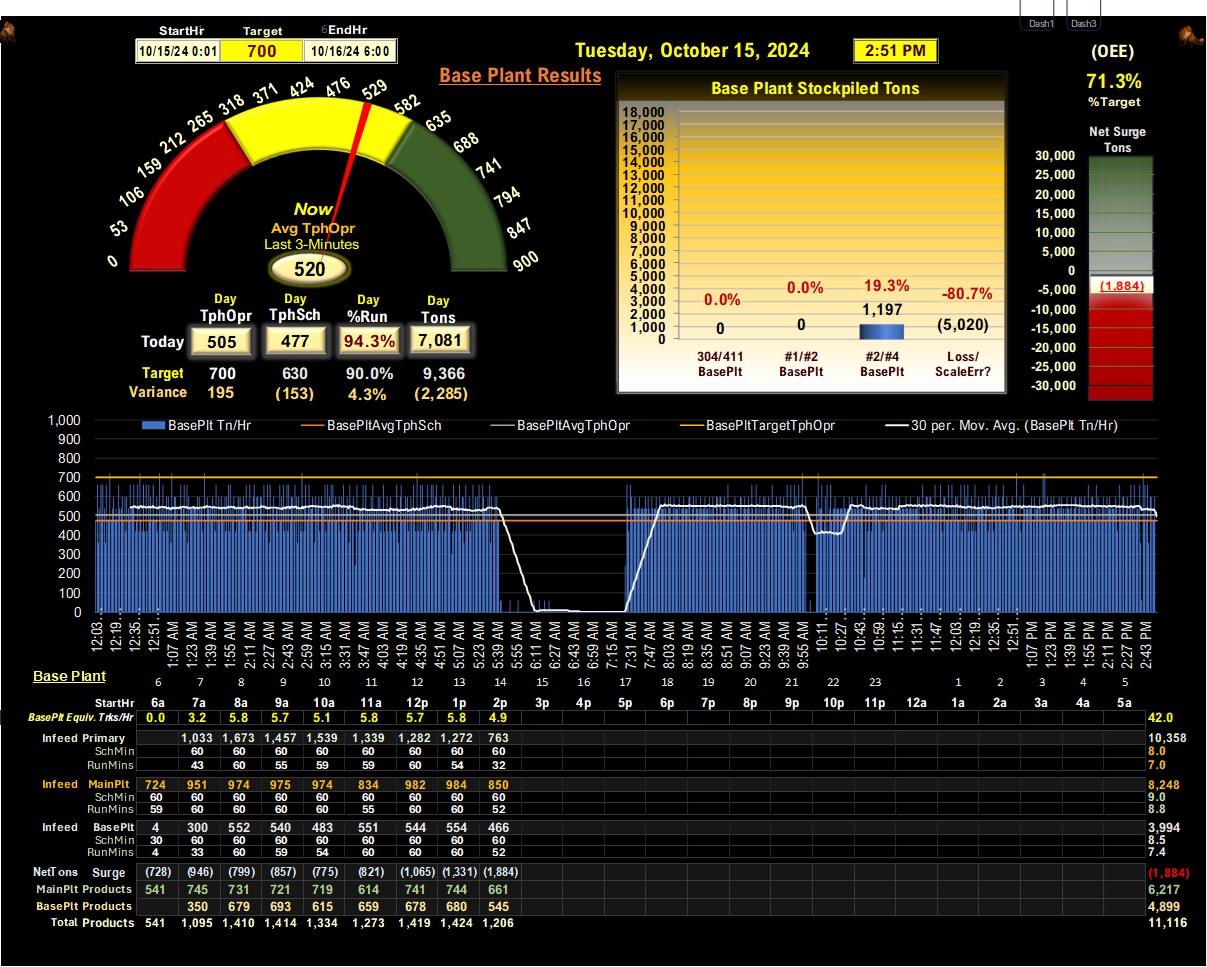 Dash1 Dash3
StartHr Target EndHr
10/15/24 0:01 700 10/16/24 6:00
Tuesday, October 15, 2024 2:51 PM
(OEE)
71.3%
%Target
Base Plant Results
0 53 106 159 212 265 318 371 424 476 529 582 635 688 741 794 847 900
Now
Avg TphOpr
Last 3-Minutes
520
Day Day Day Day
TphOpr TphSch %Run Tons
Today 505 477 94.3% 7,081
Target 700 630 90.0% 9,366
Variance 195 (153) 4.3% (2,285)
Base Plant Stockpiled Tons
18,000
17,000
16,000
15,000
14,000
13,000
12,000
11,000
10,000
9,000
8,000
7,000
6,000
5,000
4,000
3,000
2,000
1,000
0
0.0% 0.0% 19.3% -80.7%
0 0 1,197 (5,020)
304/411 #1/#2 #2/#4 Loss/
BasePlt BasePlt BasePlt ScaleErr?
Net Surge
Tons
30,000
25,000
20,000
15,000
10,000
5,000
0
-5,000
-10,000
-15,000
-20,000
-25,000
-30,000
(1,884)
BasePlt Tn/Hr BasePltAvgTphSch BasePltAvgTphOpr BasePltTargetTphOpr 30 per. Mov. Avg. (BasePlt Tn/Hr)
1,000
900
800
700
600
500
400
300
200
100
0
12:03... 12:19... 12:35... 12:51... 1:07 AM 1:23 AM 1:39 AM 1:55 AM 2:11 AM 2:27 AM 2:43 AM 2:59 AM 3:15 AM 3:31 AM 3:47 AM 4:03 AM 4:19 AM 4:35 AM 4:51 AM 5:07 AM 5:23 AM 5:39 AM 5:55 AM 6:11 AM 6:27 AM 6:43 AM 6:59 AM 7:15 AM 7:31 AM 7:47 AM 8:03 AM 8:19 AM 8:35 AM 8:51 AM 9:07 AM 9:23 AM 9:39 AM 9:55 AM 10:11... 10:27... 10:43... 10:59... 11:15... 11:31... 11:47... 12:03... 12:19... 12:35... 12:51... 1:07 PM 1:23 PM 1:39 PM 1:55 PM 2:11 PM 2:27 PM 2:43 PM
Base Plant
6 7 8 9 10 11 12 13 14 15 16 17 18 19 20 21 22 23 1 2 3 4 5
StartHr 6a 7a 8a 9a 10a 11a 12p 1p 2p 3p 4p 5p 6p 7p 8p 9p 10p 11p 12a 1a 2a 3a 4a 5a
BasePlt Equiv. Trks/Hr 0.0 3.2 5.8 5.7 5.1 5.8 5.7 5.8 4.9 42.0
Infeed Primary 1,033 1,673 1,457 1,539 1,339 1,282 1,272 763 10,358
SchMin 60 60 60 60 60 60 60 60 8.0
RunMins 43 60 55 59 59 60 54 32 7.0
Infeed MainPlt 724 951 974 975 974 834 982 984 850 8,248
SchMin 60 60 60 60 60 60 60 60 60 9.0
RunMins 59 60 60 60 60 55 60 60 52 8.8
Infeed BasePlt 4 300 552 540 483 551 544 554 466 3,994
SchMin 30 60 60 60 60 60 60 60 60 8.5
RunMins 4 33 60 59 54 60 60 60 52 7.4
NetTons Surge (728) (946) (799) (857) (775) (821) (1,065) (1,331) (1,884) (1,884)
MainPlt Products 541 745 731 721 719 614 741 744 661 6,217
BasePlt Products 350 679 693 615 659 678 680 545 4,899
Total Products 541 1,095 1,410 1,414 1,334 1,273 1,419 1,424 1,206 11,116